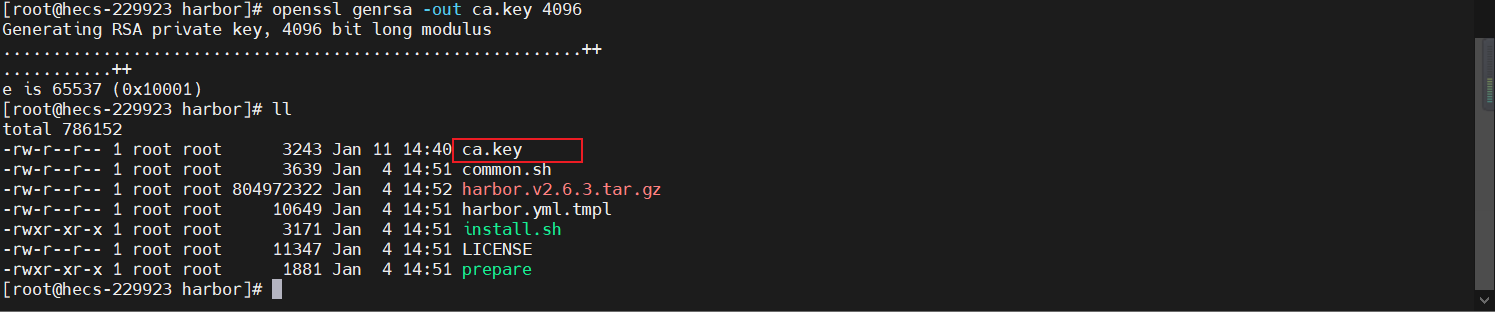 [root@hecs-229923 harbor]# openssl genrsa -out ca.key 4096
Generating RSA private key, 4096 bit long modulus
..........................................................++
...........++
e is 65537 (0x10001)
[root@hecs-229923 harbor]# ll
total 786152
-rw-r--r-- 1 root root      3243 Jan 11 14:40 ca.key
-rw-r--r-- 1 root root      3639 Jan  4 14:51 common.sh
-rw-r--r-- 1 root root 804972322 Jan  4 14:52 harbor.v2.6.3.tar.gz
-rw-r--r-- 1 root root     10649 Jan  4 14:51 harbor.yml.tmpl
-rwxr-xr-x 1 root root      3171 Jan  4 14:51 install.sh
-rw-r--r-- 1 root root     11347 Jan  4 14:51 LICENSE
-rwxr-xr-x 1 root root      1881 Jan  4 14:51 prepare
[root@hecs-229923 harbor]#